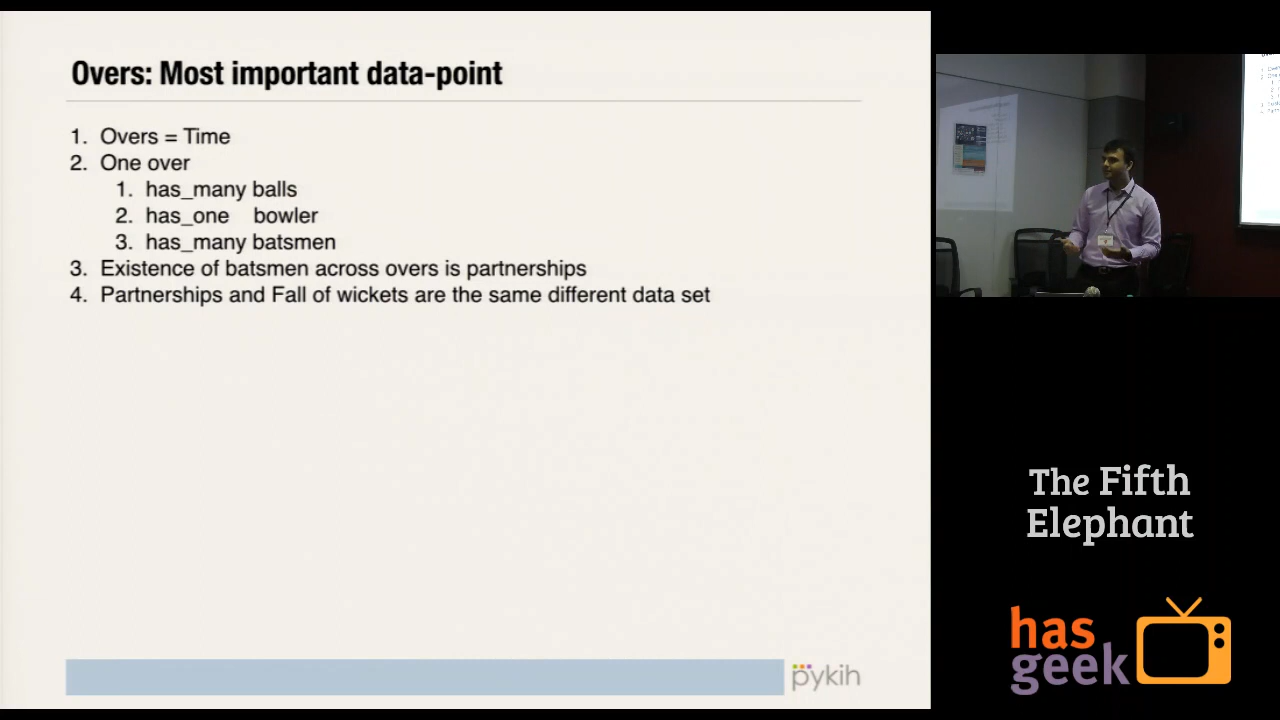 Overs: Most important data-point
1. Overs = Time
2. One over
1. has_many balls
2. has_one bowler
3. has_many batsmen
3. Existence of batsmen across overs is partnerships
4. Partnerships and Fall of wickets are the same different data set
pykih
The Fifth
Elephant
has
geek